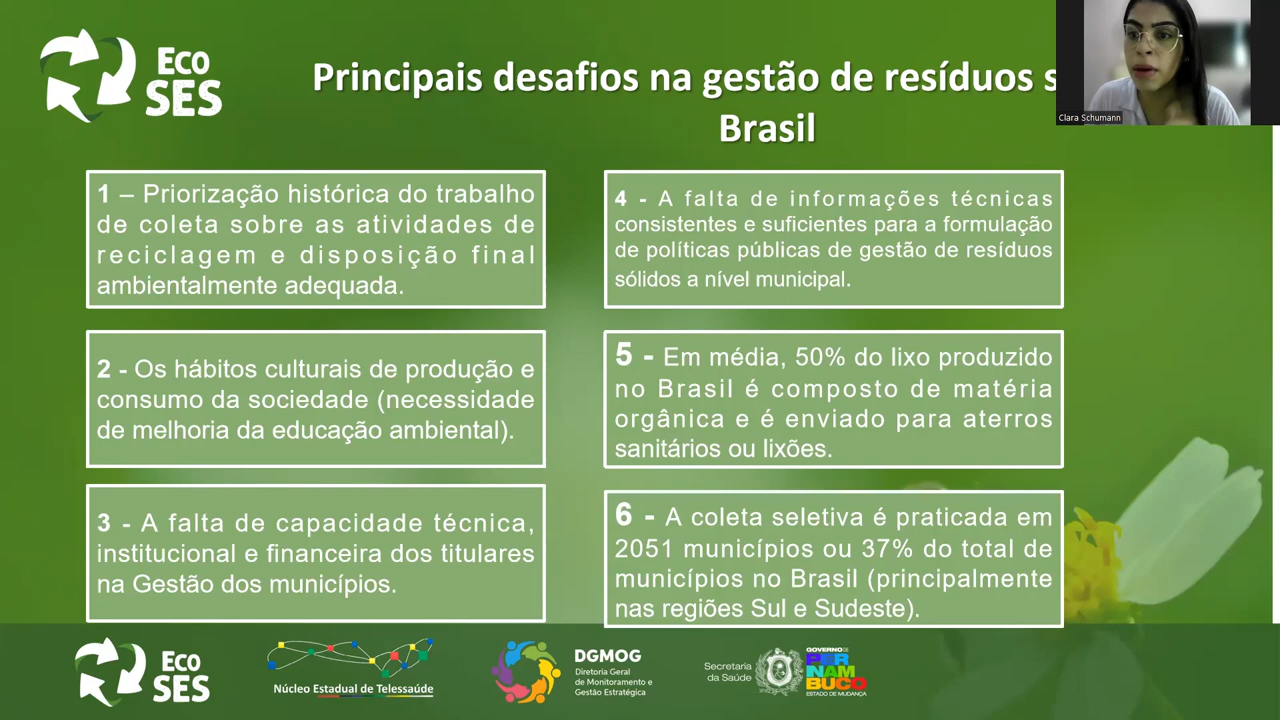 Eco
SES
Principais desafios na gestão de resíduos
Brasil
Clara Schumann
1 – Priorização histórica do trabalho
de coleta sobre as atividades de
reciclagem e disposição final
ambientalmente adequada.
2 - Os hábitos culturais de produção e
consumo da sociedade (necessidade
de melhoria da educação ambiental).
3 - A falta de capacidade técnica,
institucional e financeira dos titulares
na Gestão dos municípios.
4 - A falta de informações técnicas
consistentes e suficientes para a formulação
de políticas públicas de gestão de resíduos
sólidos a nível municipal.
5 - Em média, 50% do lixo produzido
no Brasil é composto de matéria
orgânica e é enviado para aterros
sanitários ou lixões.
6 - A coleta seletiva é praticada em
2051 municípios ou 37% do total de
municípios no Brasil (principalmente
nas regiões Sul e Sudeste).
Eco
SES
Núcleo Estadual de Telessaúde
DGMOG
Diretoria Geral
de Monitoramento e
Gestão Estratégica
Secretaria
da Saúde
GOVERNO DE
PER
NAM
BUCO
ESTADO DE MUDANÇA